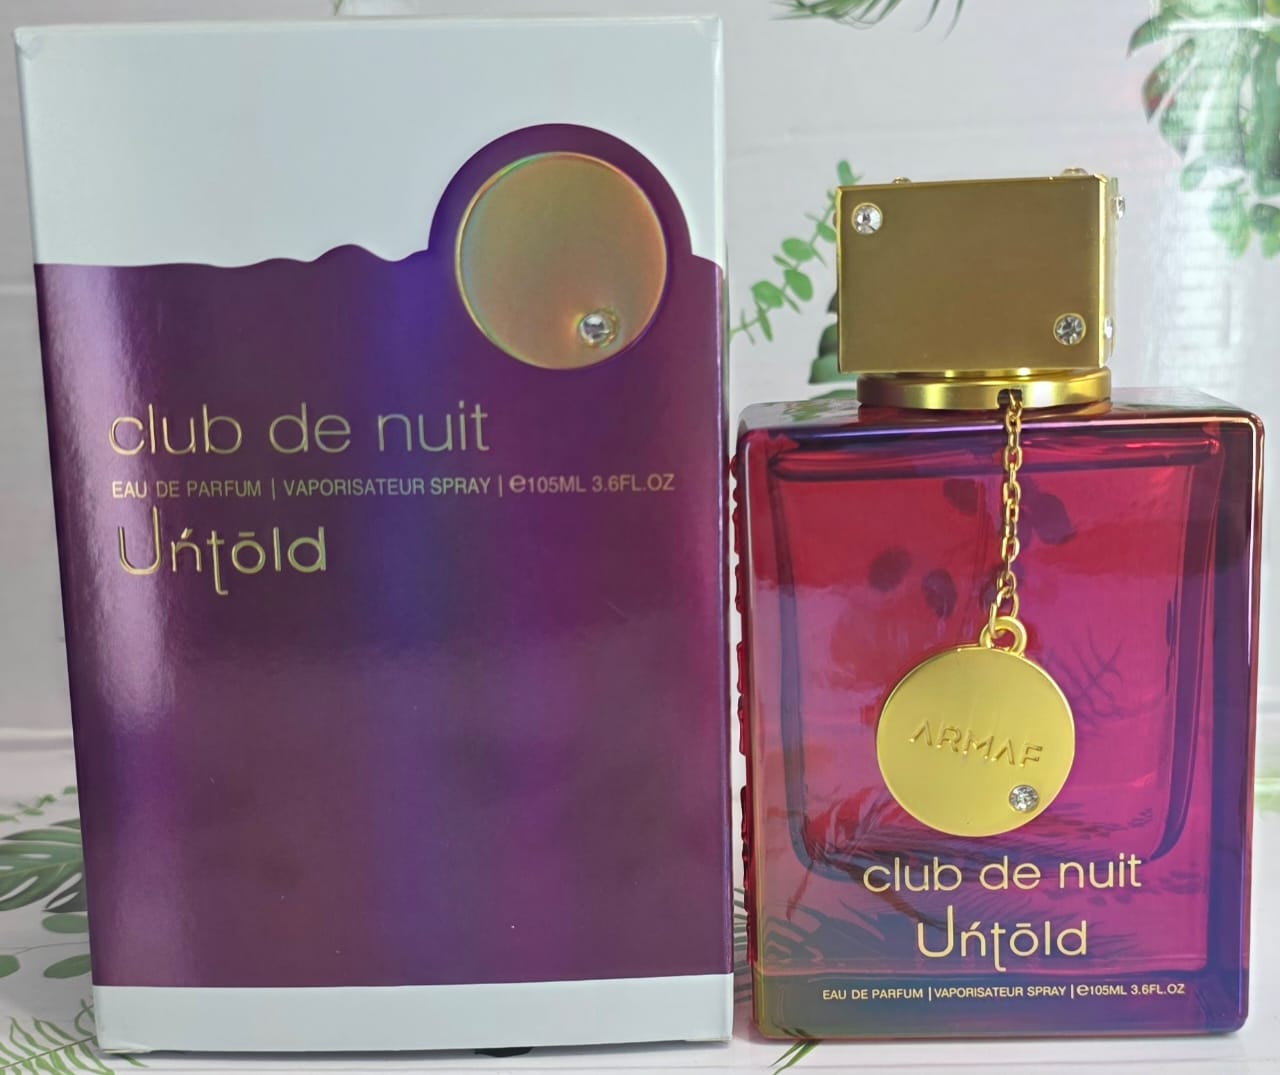 club de nuit
EAU DE PARFUM | VAPORISATEUR SPRAY | ℮105ML 3.6FL.OZ
Uńtōld
ARMAF
club de nuit
Uńtōld
EAU DE PARFUM | VAPORISATEUR SPRAY | ℮105ML 3.6FL.OZ